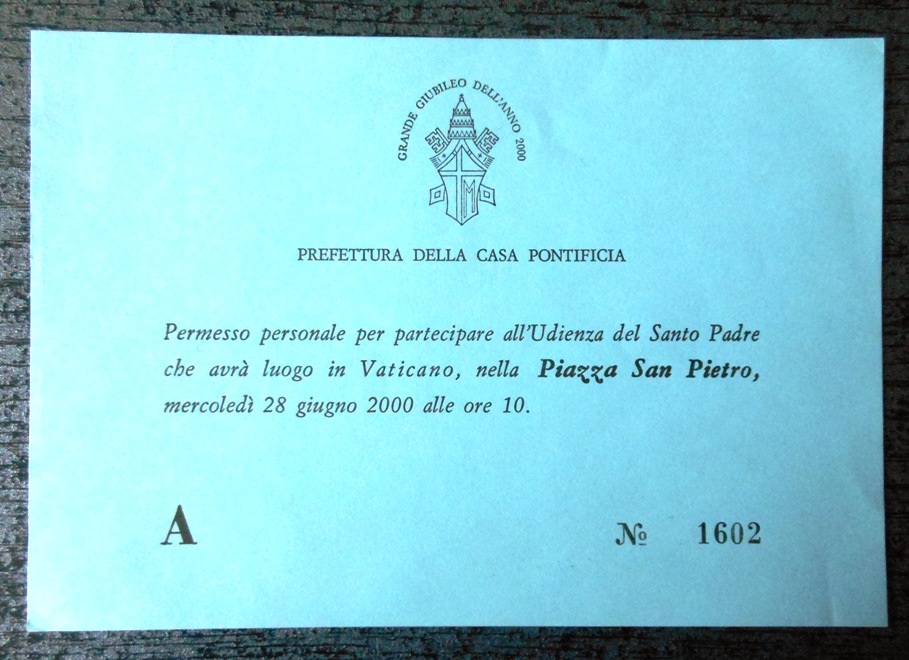 GRANDE GIUBILEO DELL'ANNO 2000
M
PREFETTURA DELLA CASA PONTIFICIA
Permesso personale per partecipare all'Udienza del Santo Padre
che avrà luogo in Vaticano, nella Piazza San Pietro,
mercoledì 28 giugno 2000 alle ore 10.
A
№ 1602